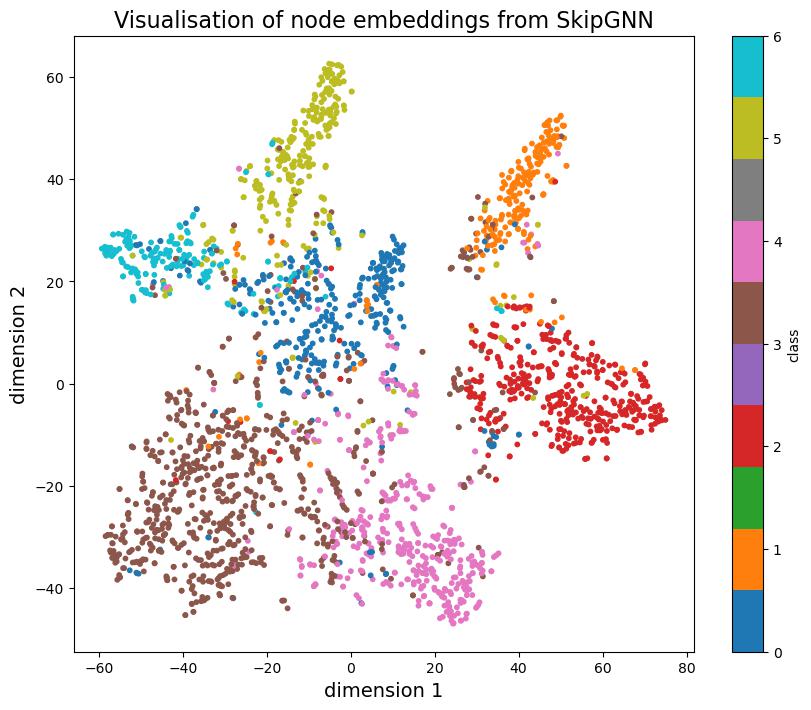 Visualisation of node embeddings from SkipGNN
6
5
4
3
2
1
0
class
60
40
20
0
−20
−40
dimension 2
−60 −40 −20 0 20 40 60 80
dimension 1